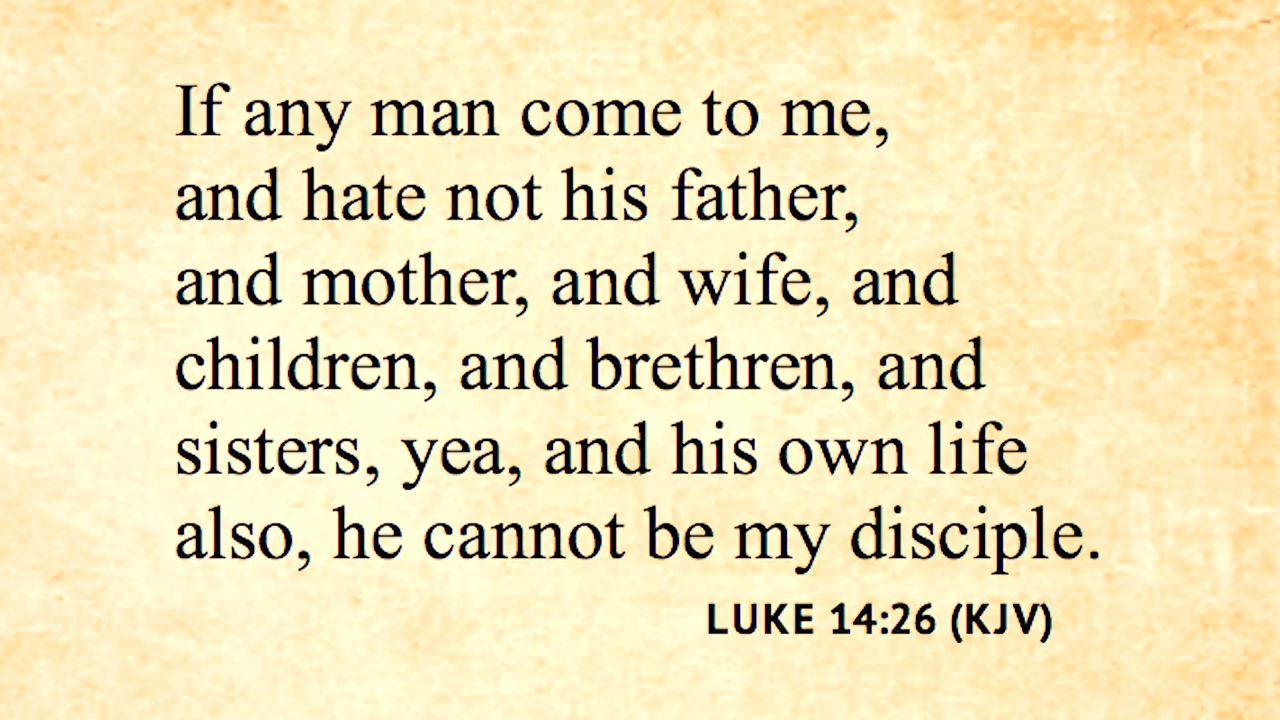 If any man come to me,
and hate not his father,
and mother, and wife, and
children, and brethren, and
sisters, yea, and his own life
also, he cannot be my disciple.
LUKE 14:26 (KJV)